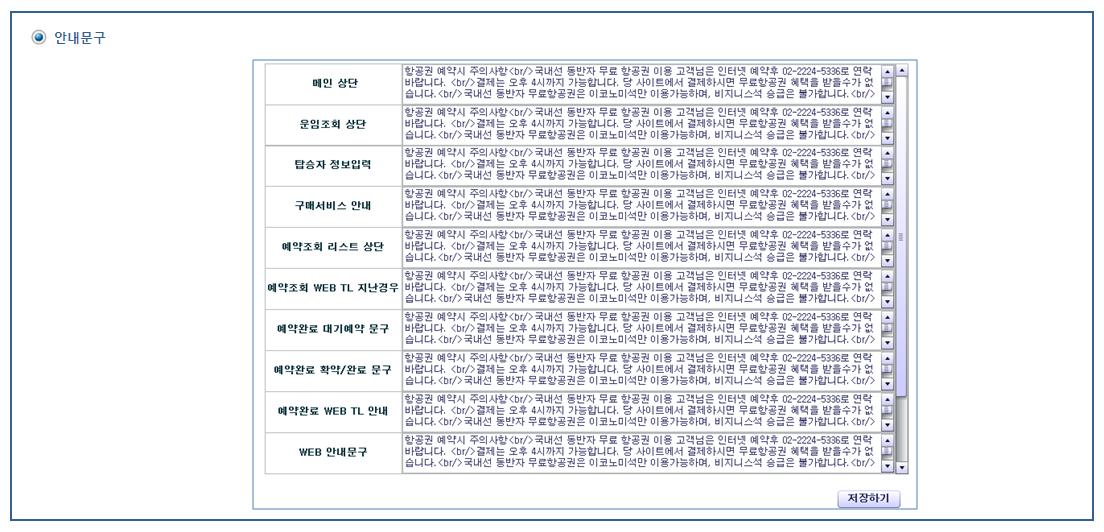 안내문구
메인 상단
항공권 예약시 주의사항<br/>국내선 동반자 무료 항공권 이용 고객님은 인터넷 예약후 02-2224-5336로 연락
바랍니다. <br/>결제는 오후 4시까지 가능합니다. 당 사이트에서 결제하시면 무료항공권 혜택을 받을수가 없
습니다.<br/>국내선 동반자 무료항공권은 이코노미석만 이용가능하며, 비지니스석 승급은 불가합니다.<br/>
운임조회 상단
항공권 예약시 주의사항<br/>국내선 동반자 무료 항공권 이용 고객님은 인터넷 예약후 02-2224-5336로 연락
바랍니다. <br/>결제는 오후 4시까지 가능합니다. 당 사이트에서 결제하시면 무료항공권 혜택을 받을수가 없
습니다.<br/>국내선 동반자 무료항공권은 이코노미석만 이용가능하며, 비지니스석 승급은 불가합니다.<br/>
탑승자 정보입력
항공권 예약시 주의사항<br/>국내선 동반자 무료 항공권 이용 고객님은 인터넷 예약후 02-2224-5336로 연락
바랍니다. <br/>결제는 오후 4시까지 가능합니다. 당 사이트에서 결제하시면 무료항공권 혜택을 받을수가 없
습니다.<br/>국내선 동반자 무료항공권은 이코노미석만 이용가능하며, 비지니스석 승급은 불가합니다.<br/>
구매서비스 안내
항공권 예약시 주의사항<br/>국내선 동반자 무료 항공권 이용 고객님은 인터넷 예약후 02-2224-5336로 연락
바랍니다. <br/>결제는 오후 4시까지 가능합니다. 당 사이트에서 결제하시면 무료항공권 혜택을 받을수가 없
습니다.<br/>국내선 동반자 무료항공권은 이코노미석만 이용가능하며, 비지니스석 승급은 불가합니다.<br/>
예약조회 리스트 상단
항공권 예약시 주의사항<br/>국내선 동반자 무료 항공권 이용 고객님은 인터넷 예약후 02-2224-5336로 연락
바랍니다. <br/>결제는 오후 4시까지 가능합니다. 당 사이트에서 결제하시면 무료항공권 혜택을 받을수가 없
습니다.<br/>국내선 동반자 무료항공권은 이코노미석만 이용가능하며, 비지니스석 승급은 불가합니다.<br/>
예약조회 WEB TL 지난경우
항공권 예약시 주의사항<br/>국내선 동반자 무료 항공권 이용 고객님은 인터넷 예약후 02-2224-5336로 연락
바랍니다. <br/>결제는 오후 4시까지 가능합니다. 당 사이트에서 결제하시면 무료항공권 혜택을 받을수가 없
습니다.<br/>국내선 동반자 무료항공권은 이코노미석만 이용가능하며, 비지니스석 승급은 불가합니다.<br/>
예약완료 대기예약 문구
항공권 예약시 주의사항<br/>국내선 동반자 무료 항공권 이용 고객님은 인터넷 예약후 02-2224-5336로 연락
바랍니다. <br/>결제는 오후 4시까지 가능합니다. 당 사이트에서 결제하시면 무료항공권 혜택을 받을수가 없
습니다.<br/>국내선 동반자 무료항공권은 이코노미석만 이용가능하며, 비지니스석 승급은 불가합니다.<br/>
예약완료 확약/완료 문구
항공권 예약시 주의사항<br/>국내선 동반자 무료 항공권 이용 고객님은 인터넷 예약후 02-2224-5336로 연락
바랍니다. <br/>결제는 오후 4시까지 가능합니다. 당 사이트에서 결제하시면 무료항공권 혜택을 받을수가 없
습니다.<br/>국내선 동반자 무료항공권은 이코노미석만 이용가능하며, 비지니스석 승급은 불가합니다.<br/>
예약완료 WEB TL 안내
항공권 예약시 주의사항<br/>국내선 동반자 무료 항공권 이용 고객님은 인터넷 예약후 02-2224-5336로 연락
바랍니다. <br/>결제는 오후 4시까지 가능합니다. 당 사이트에서 결제하시면 무료항공권 혜택을 받을수가 없
습니다.<br/>국내선 동반자 무료항공권은 이코노미석만 이용가능하며, 비지니스석 승급은 불가합니다.<br/>
WEB 안내문구
항공권 예약시 주의사항<br/>국내선 동반자 무료 항공권 이용 고객님은 인터넷 예약후 02-2224-5336로 연락
바랍니다. <br/>결제는 오후 4시까지 가능합니다. 당 사이트에서 결제하시면 무료항공권 혜택을 받을수가 없
습니다.<br/>국내선 동반자 무료항공권은 이코노미석만 이용가능하며, 비지니스석 승급은 불가합니다.<br/>
저장하기